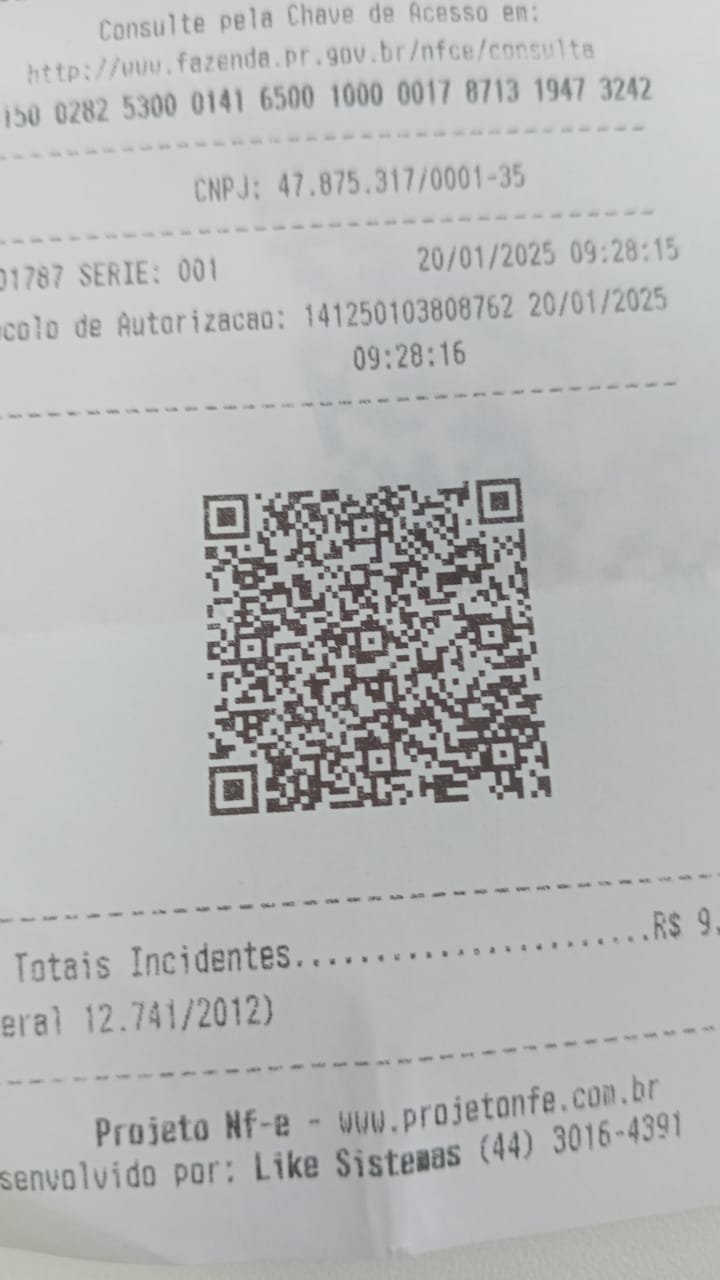 Consulte pela Chave de Acesso em:
http://www.fazenda.pr.gov.br/nfce/consulta
150 0282 5300 0141 6500 1000 0017 8713 1947 3242
CNPJ: 47.875.317/0001-35
01787 SERIE: 001 20/01/2025 09:28:15
colo de Autorizacao: 141250103808762 20/01/2025
09:28:16
Totais Incidentes........................R$ 9,
eral 12.741/2012)
Projeto Nf-e - www.projetonfe.com.br
senvolvido por: Like Sistemas (44) 3016-4391